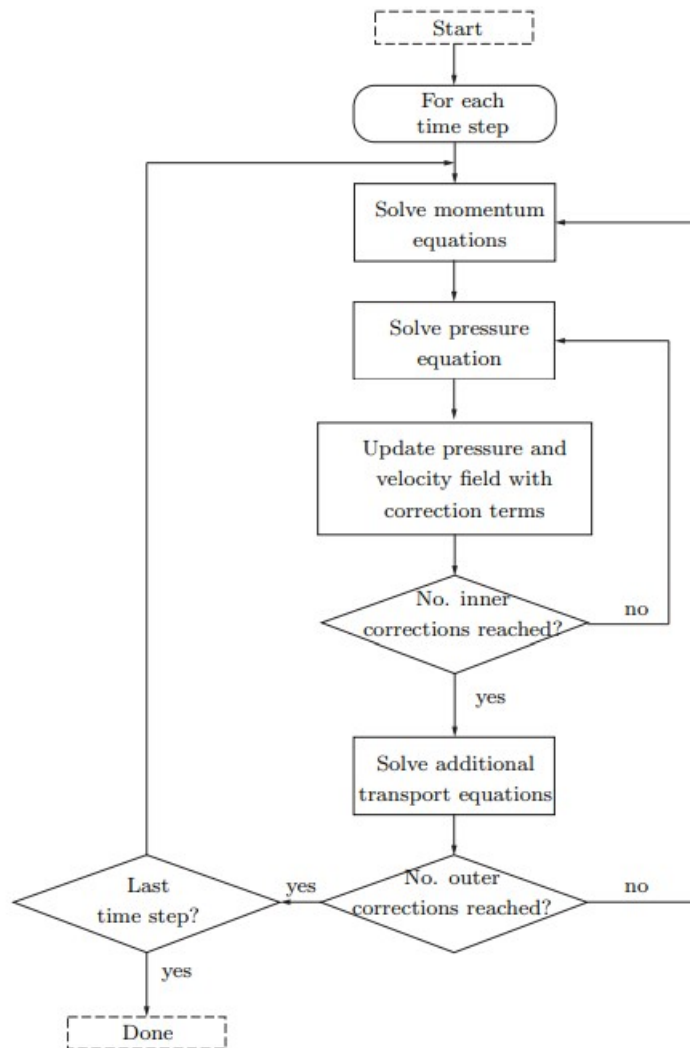 Start
For each
time step
Solve momentum
equations
Solve pressure
equation
Update pressure and
velocity field with
correction terms
No. inner
corrections reached?
no
yes
Solve additional
transport equations
No. outer
corrections reached?
no
yes
Last
time step?
yes
Done